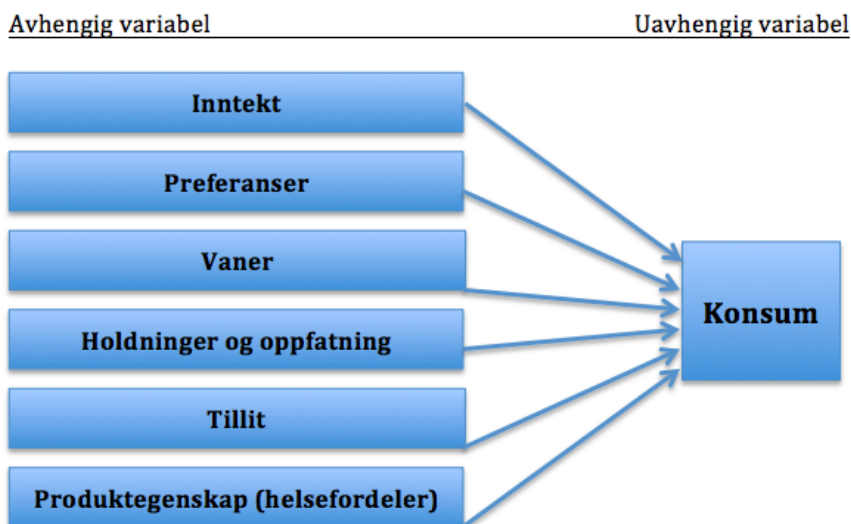 Avhengig variabel Uavhengig variabel
Inntekt
Preferanser
Vaner
Holdninger og oppfatning
Tillit
Produktegenskap (helsefordeler)
Konsum